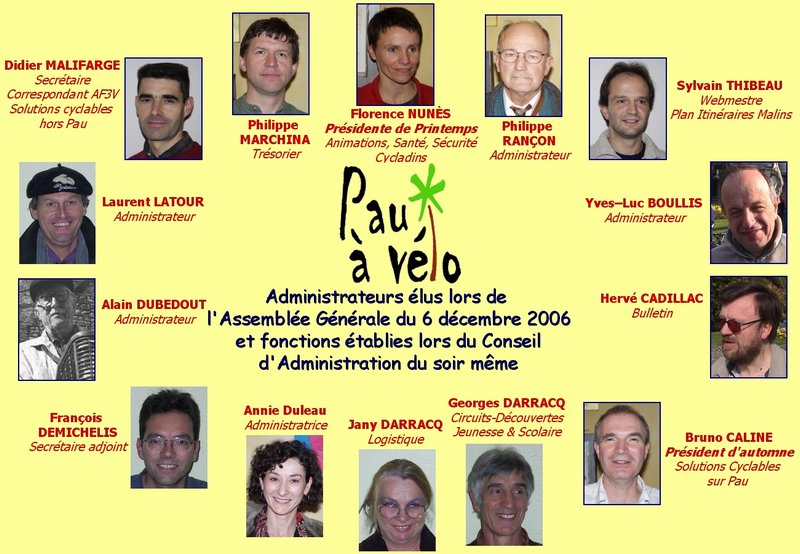 Didier MALIFARGE
Secrétaire
Correspondant AF3V
Solutions cyclables
hors Pau
Philippe
MARCHINA
Trésorier
Florence NUNÈS
Présidente de Printemps
Animations, Santé, Sécurité
Cycladins
Philippe
RANÇON
Administrateur
Sylvain THIBEAU
Webmestre
Plan Itinéraires Malins
Laurent LATOUR
Administrateur
Pau
à vélo
Yves–Luc BOULLIS
Administrateur
Alain DUBEDOUT
Administrateur
Administrateurs élus lors de
l'Assemblée Générale du 6 décembre 2006
et fonctions établies lors du Conseil
d'Administration du soir même
Hervé CADILLAC
Bulletin
François
DEMICHELIS
Secrétaire adjoint
Annie Duleau
Administratrice
Jany DARRACQ
Logistique
Georges DARRACQ
Circuits-Découvertes
Jeunesse & Scolaire
Bruno CALINE
Président d'automne
Solutions Cyclables
sur Pau